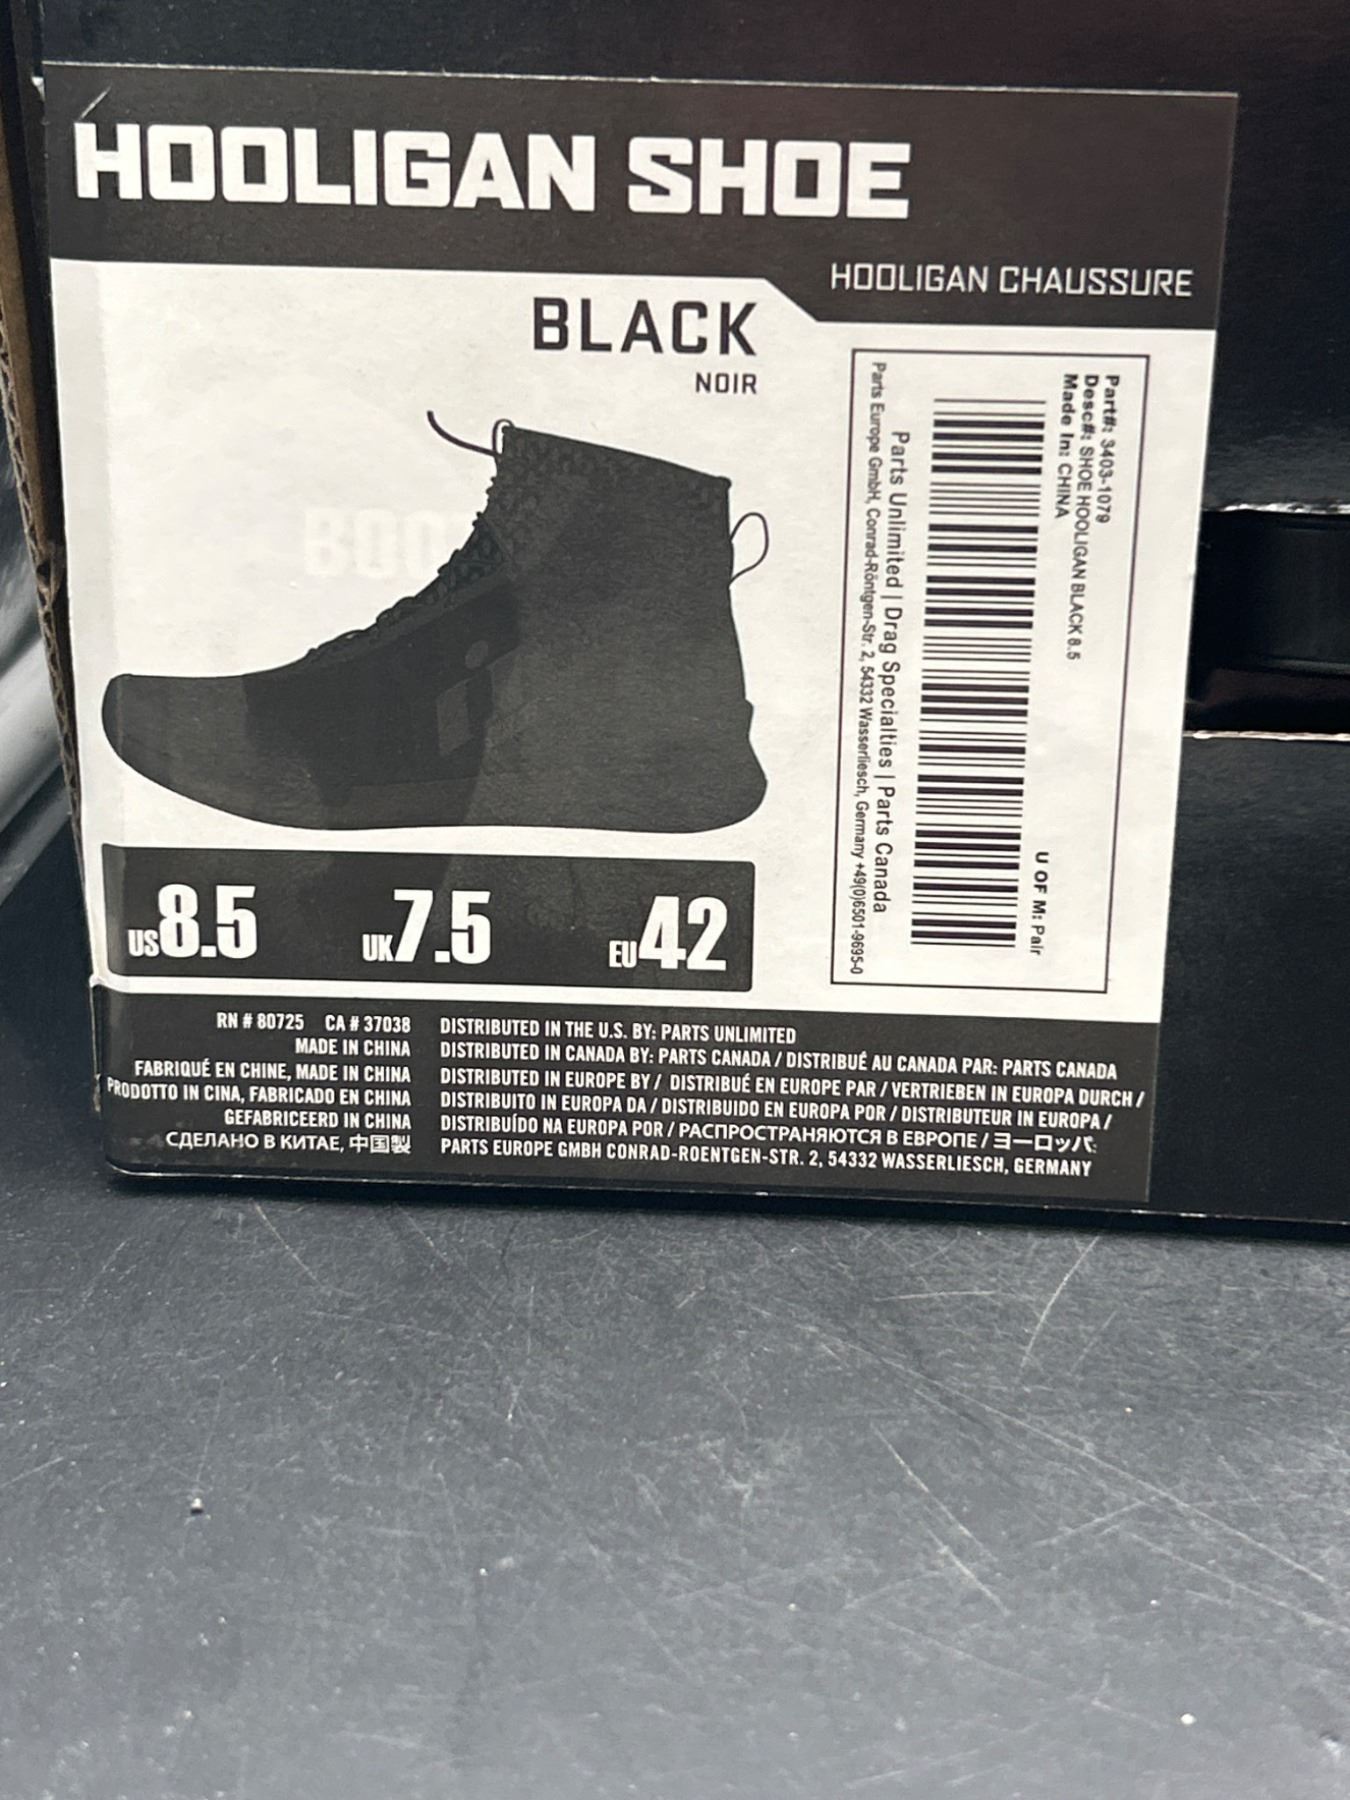 HOOLIGAN SHOE
HOOLIGAN CHAUSSURE
BLACK
NOIR
Part#: 3403-1079
Desc#: SHOE HOOLIGAN BLACK 8.5
Made In: CHINA
U OF M: Pair
Parts Unlimited | Drag Specialties | Parts Canada
Parts Europe GmbH, Conrad-Röntgen-Str. 2, 54332 Wasserliesch, Germany +49(0)6501-9695-0
US8.5 UK7.5 EU42
RN # 80725 CA # 37038
MADE IN CHINA
FABRIQUÉ EN CHINE, MADE IN CHINA
PRODOTTO IN CINA, FABRICADO EN CHINA
GEFABRICEERD IN CHINA
СДЕЛАНО В КИТАЕ, 中国製
DISTRIBUTED IN THE U.S. BY: PARTS UNLIMITED
DISTRIBUTED IN CANADA BY: PARTS CANADA / DISTRIBUÉ AU CANADA PAR: PARTS CANADA
DISTRIBUTED IN EUROPE BY / DISTRIBUÉ EN EUROPE PAR / VERTRIEBEN IN EUROPA DURCH /
DISTRIBUITO IN EUROPA DA / DISTRIBUIDO EN EUROPA POR / DISTRIBUTEUR IN EUROPA /
DISTRIBUÍDO NA EUROPA POR / РАСПРОСТРАНЯЮТСЯ В ЕВРОПЕ / ヨーロッパ:
PARTS EUROPE GMBH CONRAD-ROENTGEN-STR. 2, 54332 WASSERLIESCH, GERMANY